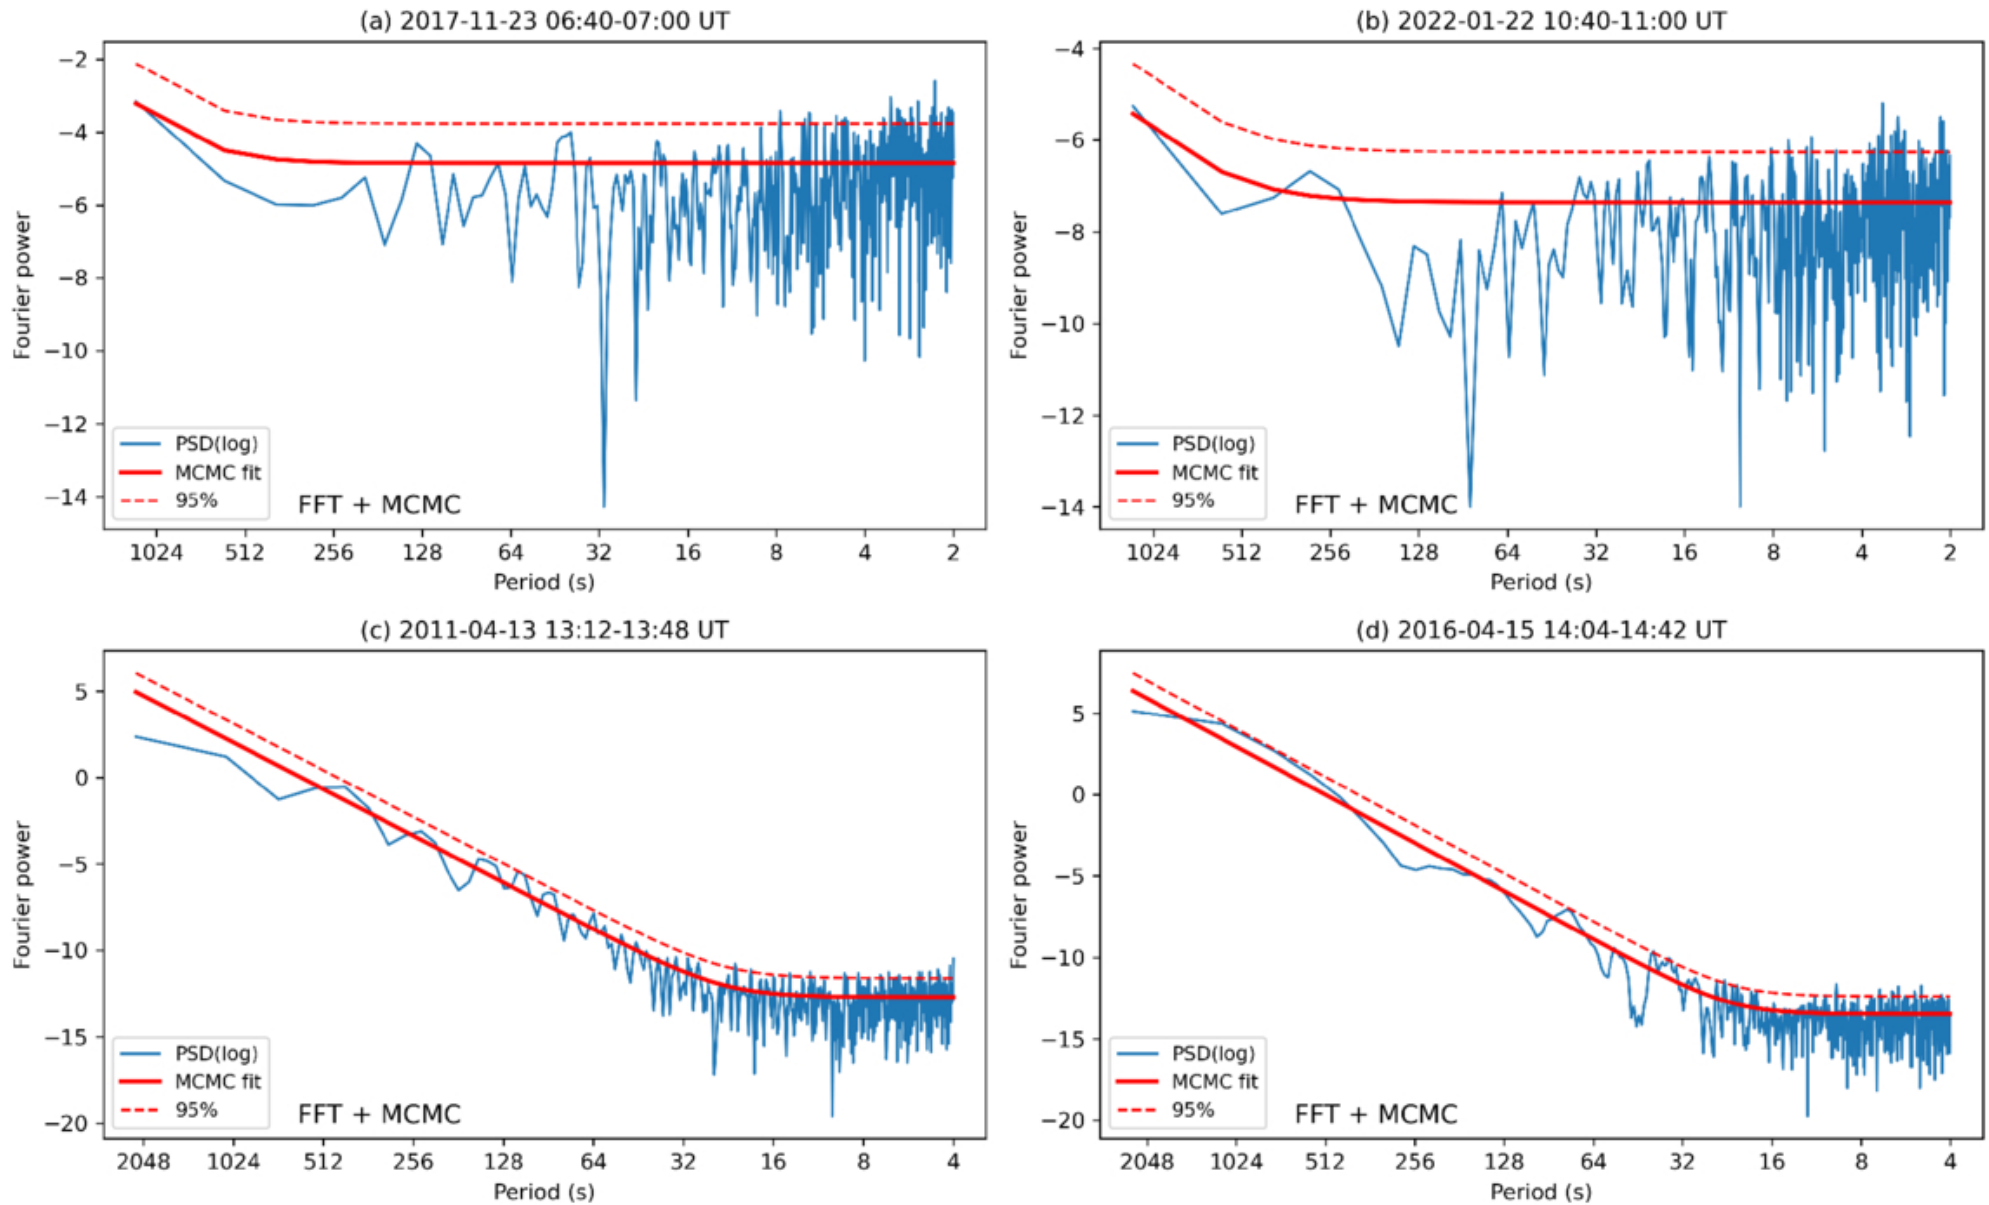 (a) 2017-11-23 06:40-07:00 UT
−2
−4
−6
−8
−10
−12
−14
Fourier power
PSD(log)
MCMC fit
95%
FFT + MCMC
1024 512 256 128 64 32 16 8 4 2
Period (s)
(b) 2022-01-22 10:40-11:00 UT
−4
−6
−8
−10
−12
−14
Fourier power
PSD(log)
MCMC fit
95%
FFT + MCMC
1024 512 256 128 64 32 16 8 4 2
Period (s)
(c) 2011-04-13 13:12-13:48 UT
5
0
−5
−10
−15
−20
Fourier power
PSD(log)
MCMC fit
95%
FFT + MCMC
2048 1024 512 256 128 64 32 16 8 4
Period (s)
(d) 2016-04-15 14:04-14:42 UT
5
0
−5
−10
−15
−20
Fourier power
PSD(log)
MCMC fit
95%
FFT + MCMC
2048 1024 512 256 128 64 32 16 8 4
Period (s)